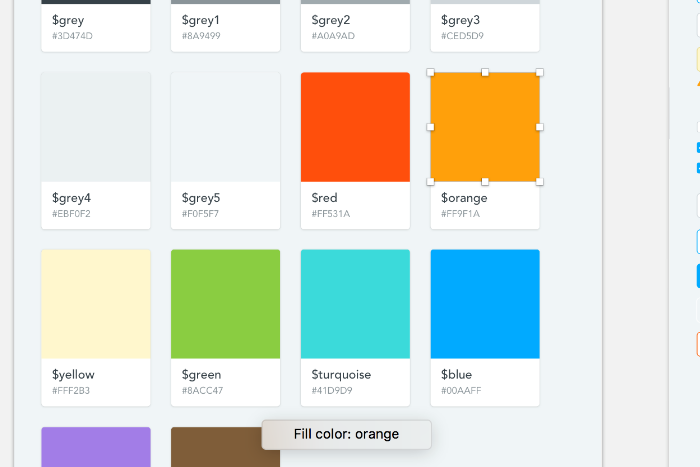 $grey
#3D474D
$grey1
#8A9499
$grey2
#A0A9AD
$grey3
#CED5D9
$grey4
#EBF0F2
$grey5
#F0F5F7
$red
#FF531A
$orange
#FF9F1A
$yellow
#FFF2B3
$green
#8ACC47
$turquoise
#41D9D9
$blue
#00AAFF
Fill color: orange